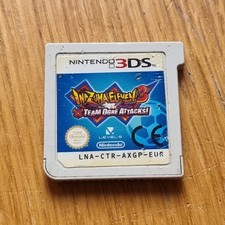 NINTENDO 3DS
INAZUMA ELEVEN 3
TEAM OGRE ATTACKS!
LEVEL5
Nintendo
LNA-CTR-AXGP-EUR